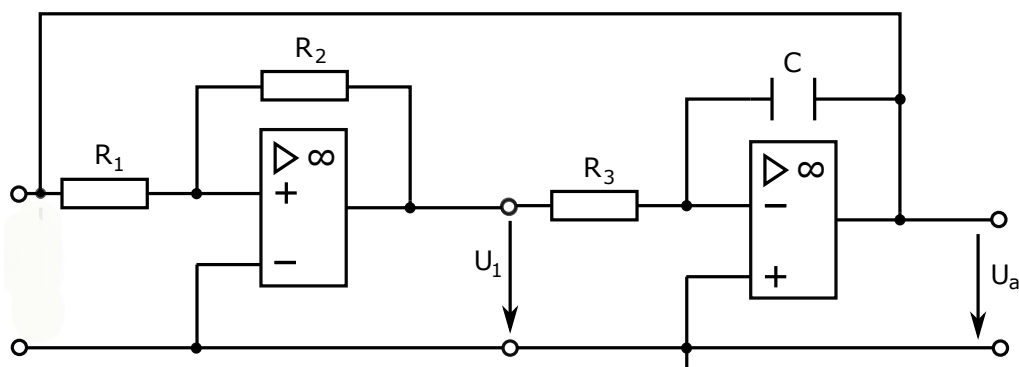 R2
C
R1
▷ ∞
+
−
U1
R3
▷ ∞
−
+
Ua